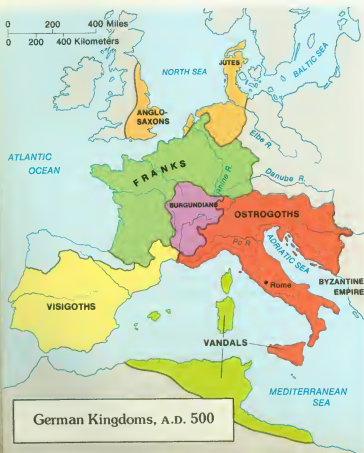 0 200 400 Miles
0 200 400 Kilometers
NORTH SEA
JUTES
BALTIC SEA
ANGLO-
SAXONS
ATLANTIC
OCEAN
FRANKS
Elbe R.
Rhine R.
Danube R.
BURGUNDIANS
OSTROGOTHS
Po R.
ADRIATIC SEA
BYZANTINE
EMPIRE
Rome
VISIGOTHS
VANDALS
MEDITERRANEAN
SEA
German Kingdoms, A.D. 500